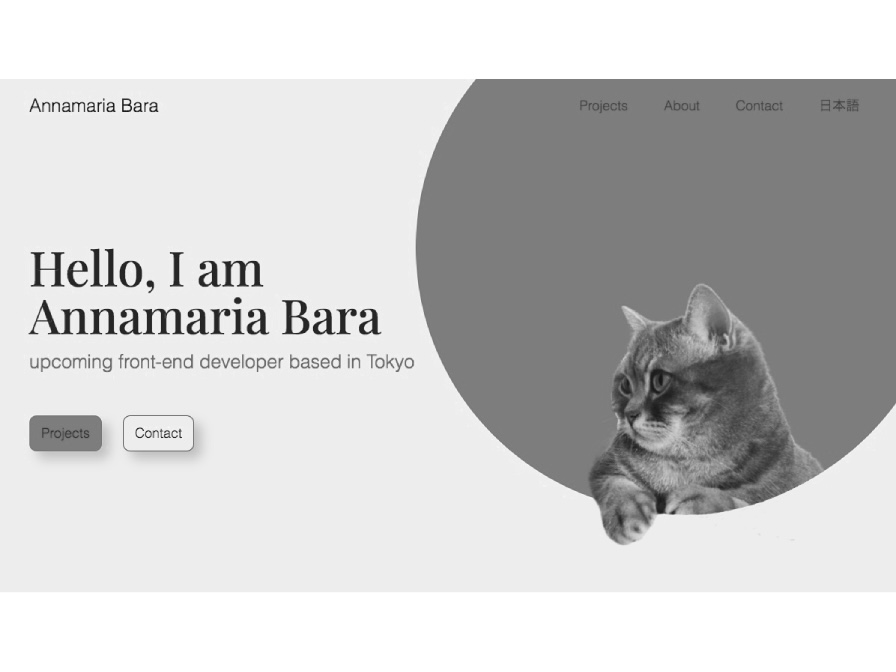 Annamaria Bara
Projects About Contact 日本語
Hello, I am
Annamaria Bara
upcoming front-end developer based in Tokyo
Projects Contact